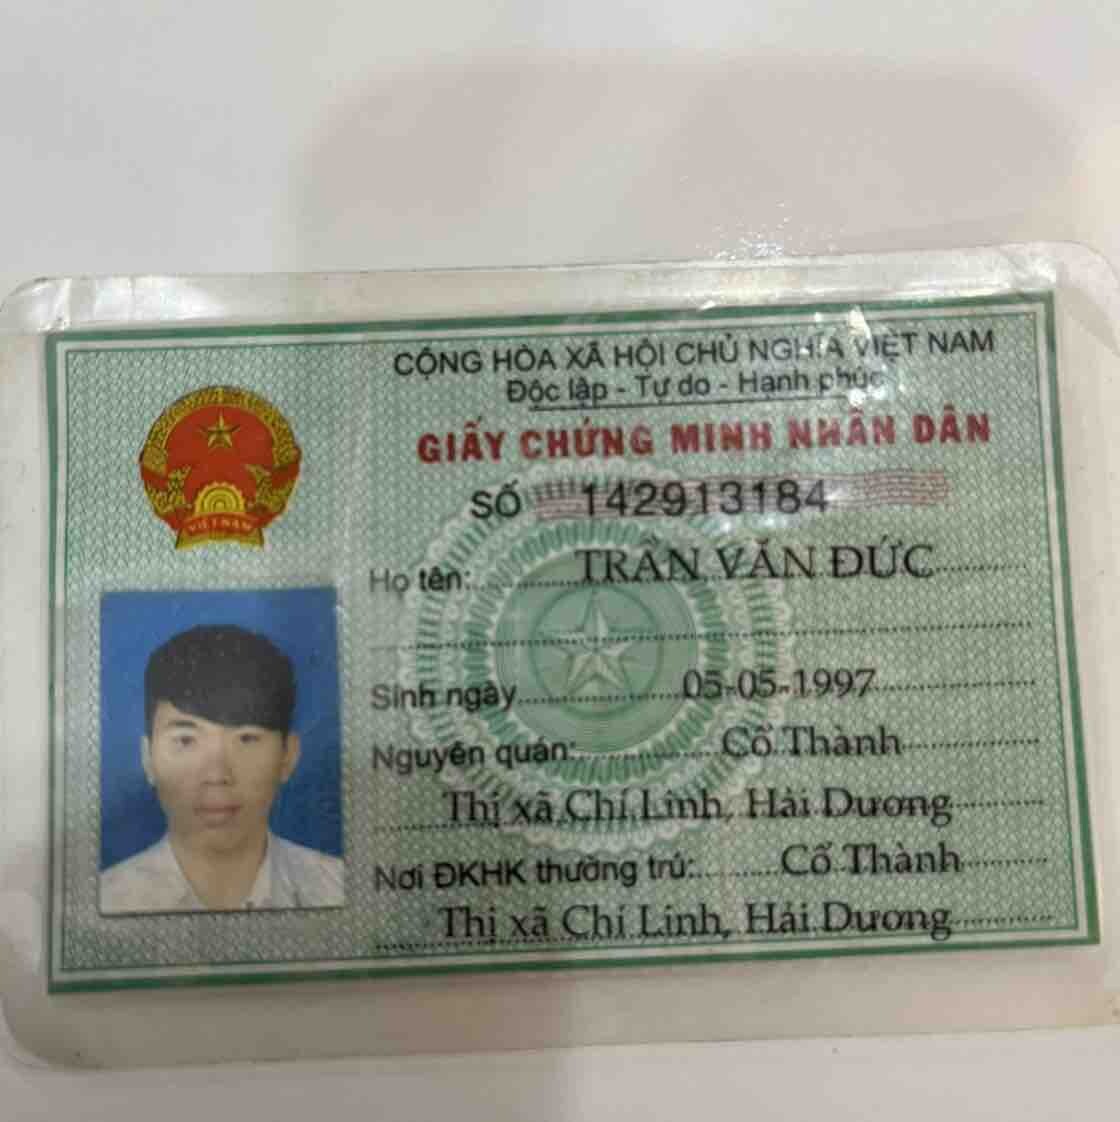 CỘNG HÒA XÃ HỘI CHỦ NGHĨA VIỆT NAM
Độc lập - Tự do - Hạnh phúc
GIẤY CHỨNG MINH NHÂN DÂN
SỐ 142913184
VIỆT NAM
Họ tên: TRẦN VĂN ĐỨC
Sinh ngày 05-05-1997
Nguyên quán: Cổ Thành
Thị xã Chí Linh, Hải Dương
Nơi ĐKHK thường trú: Cổ Thành
Thị xã Chí Linh, Hải Dương